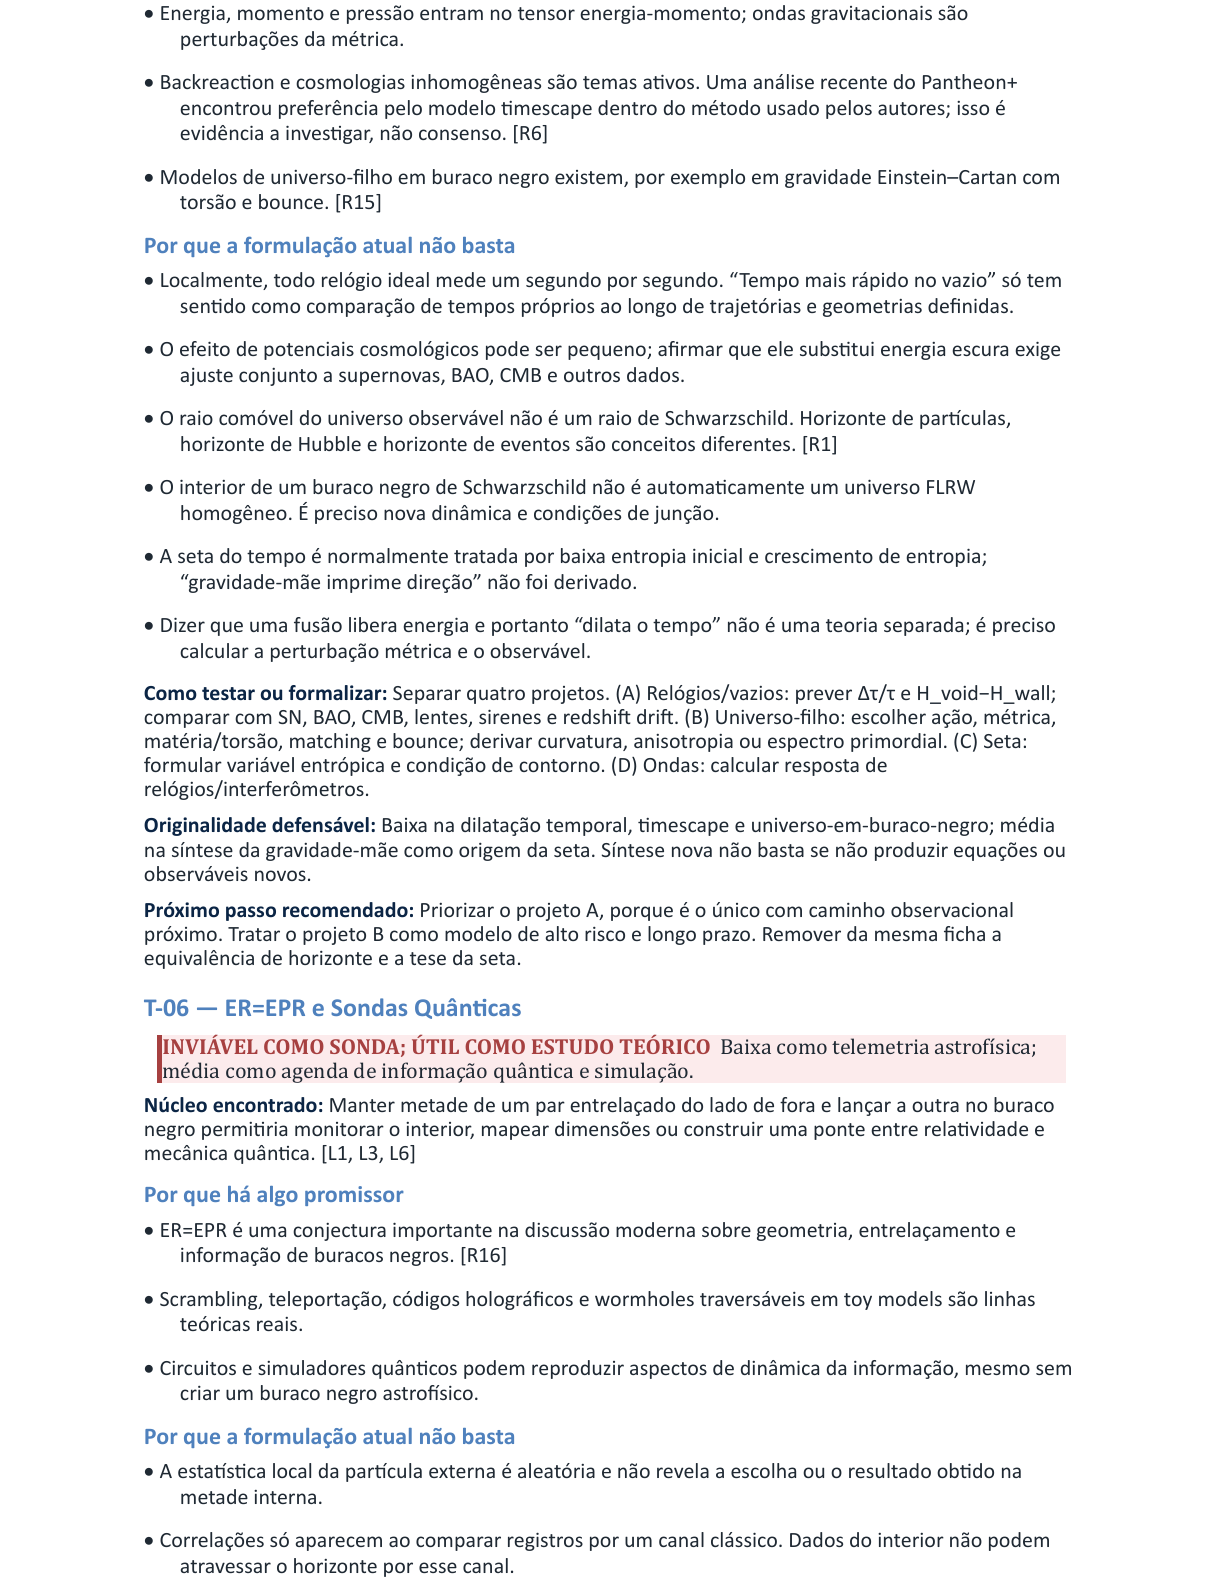 • Energia, momento e pressão entram no tensor energia-momento; ondas gravitacionais são
perturbações da métrica.
• Backreaction e cosmologias inhomogêneas são temas ativos. Uma análise recente do Pantheon+
encontrou preferência pelo modelo timescape dentro do método usado pelos autores; isso é
evidência a investigar, não consenso. [R6]
• Modelos de universo-filho em buraco negro existem, por exemplo em gravidade Einstein–Cartan com
torsão e bounce. [R15]
Por que a formulação atual não basta
• Localmente, todo relógio ideal mede um segundo por segundo. “Tempo mais rápido no vazio” só tem
sentido como comparação de tempos próprios ao longo de trajetórias e geometrias definidas.
• O efeito de potenciais cosmológicos pode ser pequeno; afirmar que ele substitui energia escura exige
ajuste conjunto a supernovas, BAO, CMB e outros dados.
• O raio comóvel do universo observável não é um raio de Schwarzschild. Horizonte de partículas,
horizonte de Hubble e horizonte de eventos são conceitos diferentes. [R1]
• O interior de um buraco negro de Schwarzschild não é automaticamente um universo FLRW
homogêneo. É preciso nova dinâmica e condições de junção.
• A seta do tempo é normalmente tratada por baixa entropia inicial e crescimento de entropia;
“gravidade-mãe imprime direção” não foi derivado.
• Dizer que uma fusão libera energia e portanto “dilata o tempo” não é uma teoria separada; é preciso
calcular a perturbação métrica e o observável.
Como testar ou formalizar: Separar quatro projetos. (A) Relógios/vazios: prever Δτ/τ e H_void−H_wall;
comparar com SN, BAO, CMB, lentes, sirenes e redshift drift. (B) Universo-filho: escolher ação, métrica,
matéria/torsão, matching e bounce; derivar curvatura, anisotropia ou espectro primordial. (C) Seta:
formular variável entrópica e condição de contorno. (D) Ondas: calcular resposta de
relógios/interferômetros.
Originalidade defensável: Baixa na dilatação temporal, timescape e universo-em-buraco-negro; média
na síntese da gravidade-mãe como origem da seta. Síntese nova não basta se não produzir equações ou
observáveis novos.
Próximo passo recomendado: Priorizar o projeto A, porque é o único com caminho observacional
próximo. Tratar o projeto B como modelo de alto risco e longo prazo. Remover da mesma ficha a
equivalência de horizonte e a tese da seta.
T-06 — ER=EPR e Sondas Quânticas
INVIÁVEL COMO SONDA; ÚTIL COMO ESTUDO TEÓRICO Baixa como telemetria astrofísica;
média como agenda de informação quântica e simulação.
Núcleo encontrado: Manter metade de um par entrelaçado do lado de fora e lançar a outra no buraco
negro permitiria monitorar o interior, mapear dimensões ou construir uma ponte entre relatividade e
mecânica quântica. [L1, L3, L6]
Por que há algo promissor
• ER=EPR é uma conjectura importante na discussão moderna sobre geometria, entrelaçamento e
informação de buracos negros. [R16]
• Scrambling, teleportação, códigos holográficos e wormholes traversáveis em toy models são linhas
teóricas reais.
• Circuitos e simuladores quânticos podem reproduzir aspectos de dinâmica da informação, mesmo sem
criar um buraco negro astrofísico.
Por que a formulação atual não basta
• A estatística local da partícula externa é aleatória e não revela a escolha ou o resultado obtido na
metade interna.
• Correlações só aparecem ao comparar registros por um canal clássico. Dados do interior não podem
atravessar o horizonte por esse canal.